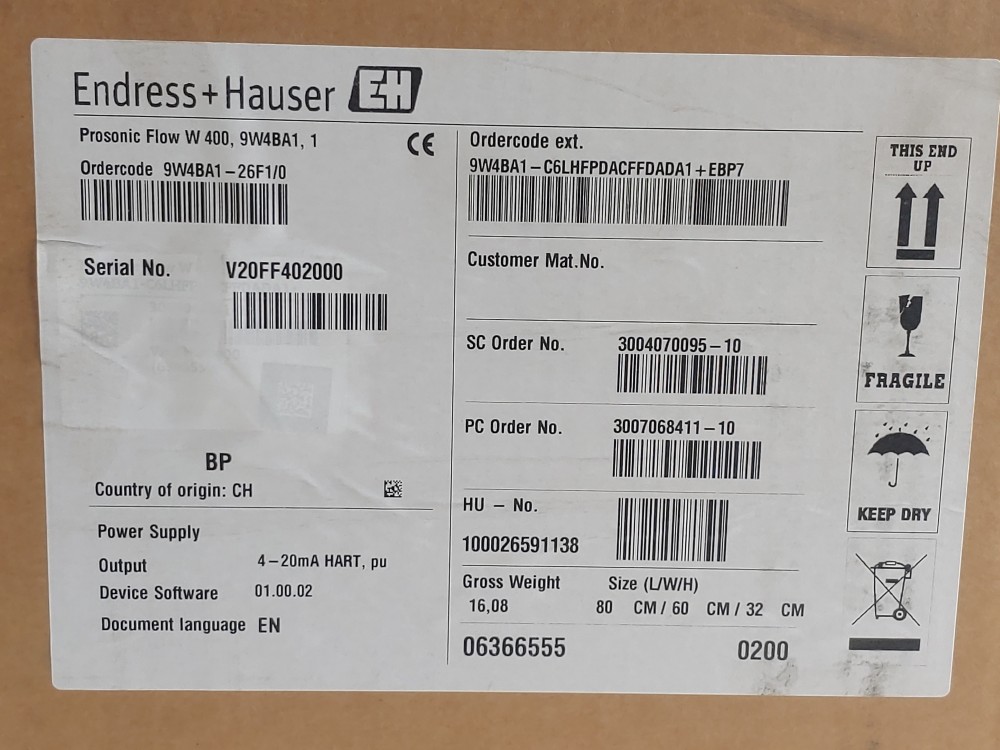 Endress+Hauser EH
Prosonic Flow W 400, 9W4BA1, 1
CE
Ordercode 9W4BA1-26F1/0
Serial No. V20FF402000
BP
Country of origin: CH
Power Supply
Output 4-20mA HART, pu
Device Software 01.00.02
Document language EN
Ordercode ext.
9W4BA1-C6LHFPDACFFDADA1+EBP7
Customer Mat.No.
SC Order No. 3004070095-10
PC Order No. 3007068411-10
HU - No.
100026591138
Gross Weight Size (L/W/H)
16,08 80 CM / 60 CM / 32 CM
06366555 0200
THIS END
UP
FRAGILE
KEEP DRY